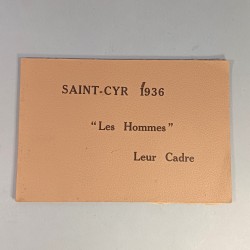 SAINT-CYR 1936
"Les Hommes"
Leur Cadre